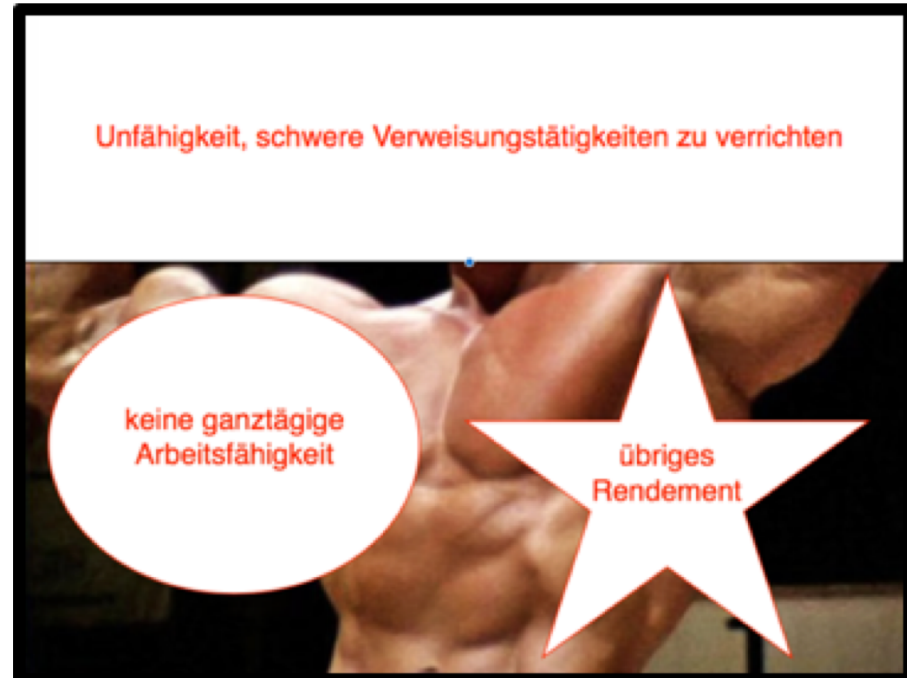 Unfähigkeit, schwere Verweisungstätigkeiten zu verrichten
keine ganztägige
Arbeitsfähigkeit
übriges
Rendement